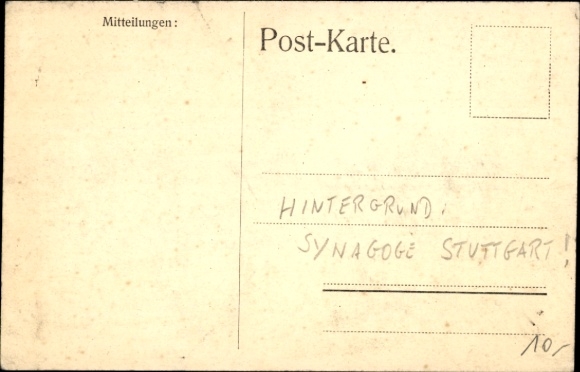 Mitteilungen:
Post-Karte.
HINTERGRUND:
SYNAGOGE STUTTGART!
10,-